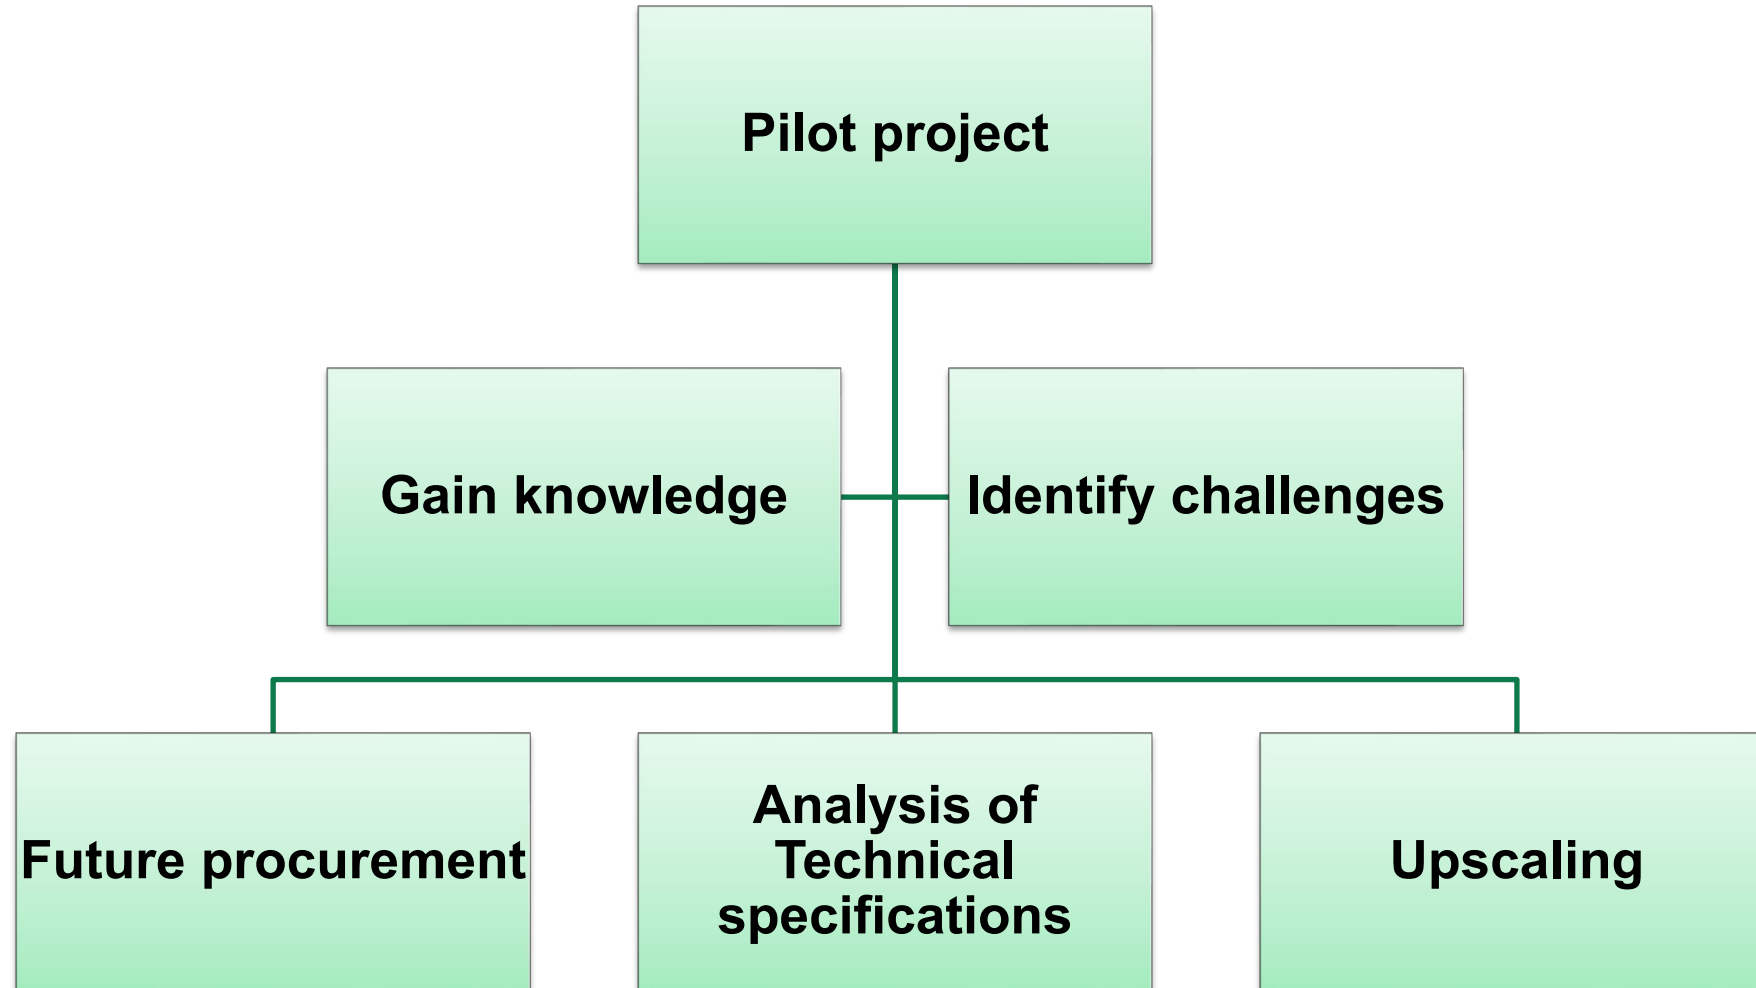 Pilot project
Gain knowledge
Identify challenges
Future procurement
Analysis of
Technical
specifications
Upscaling